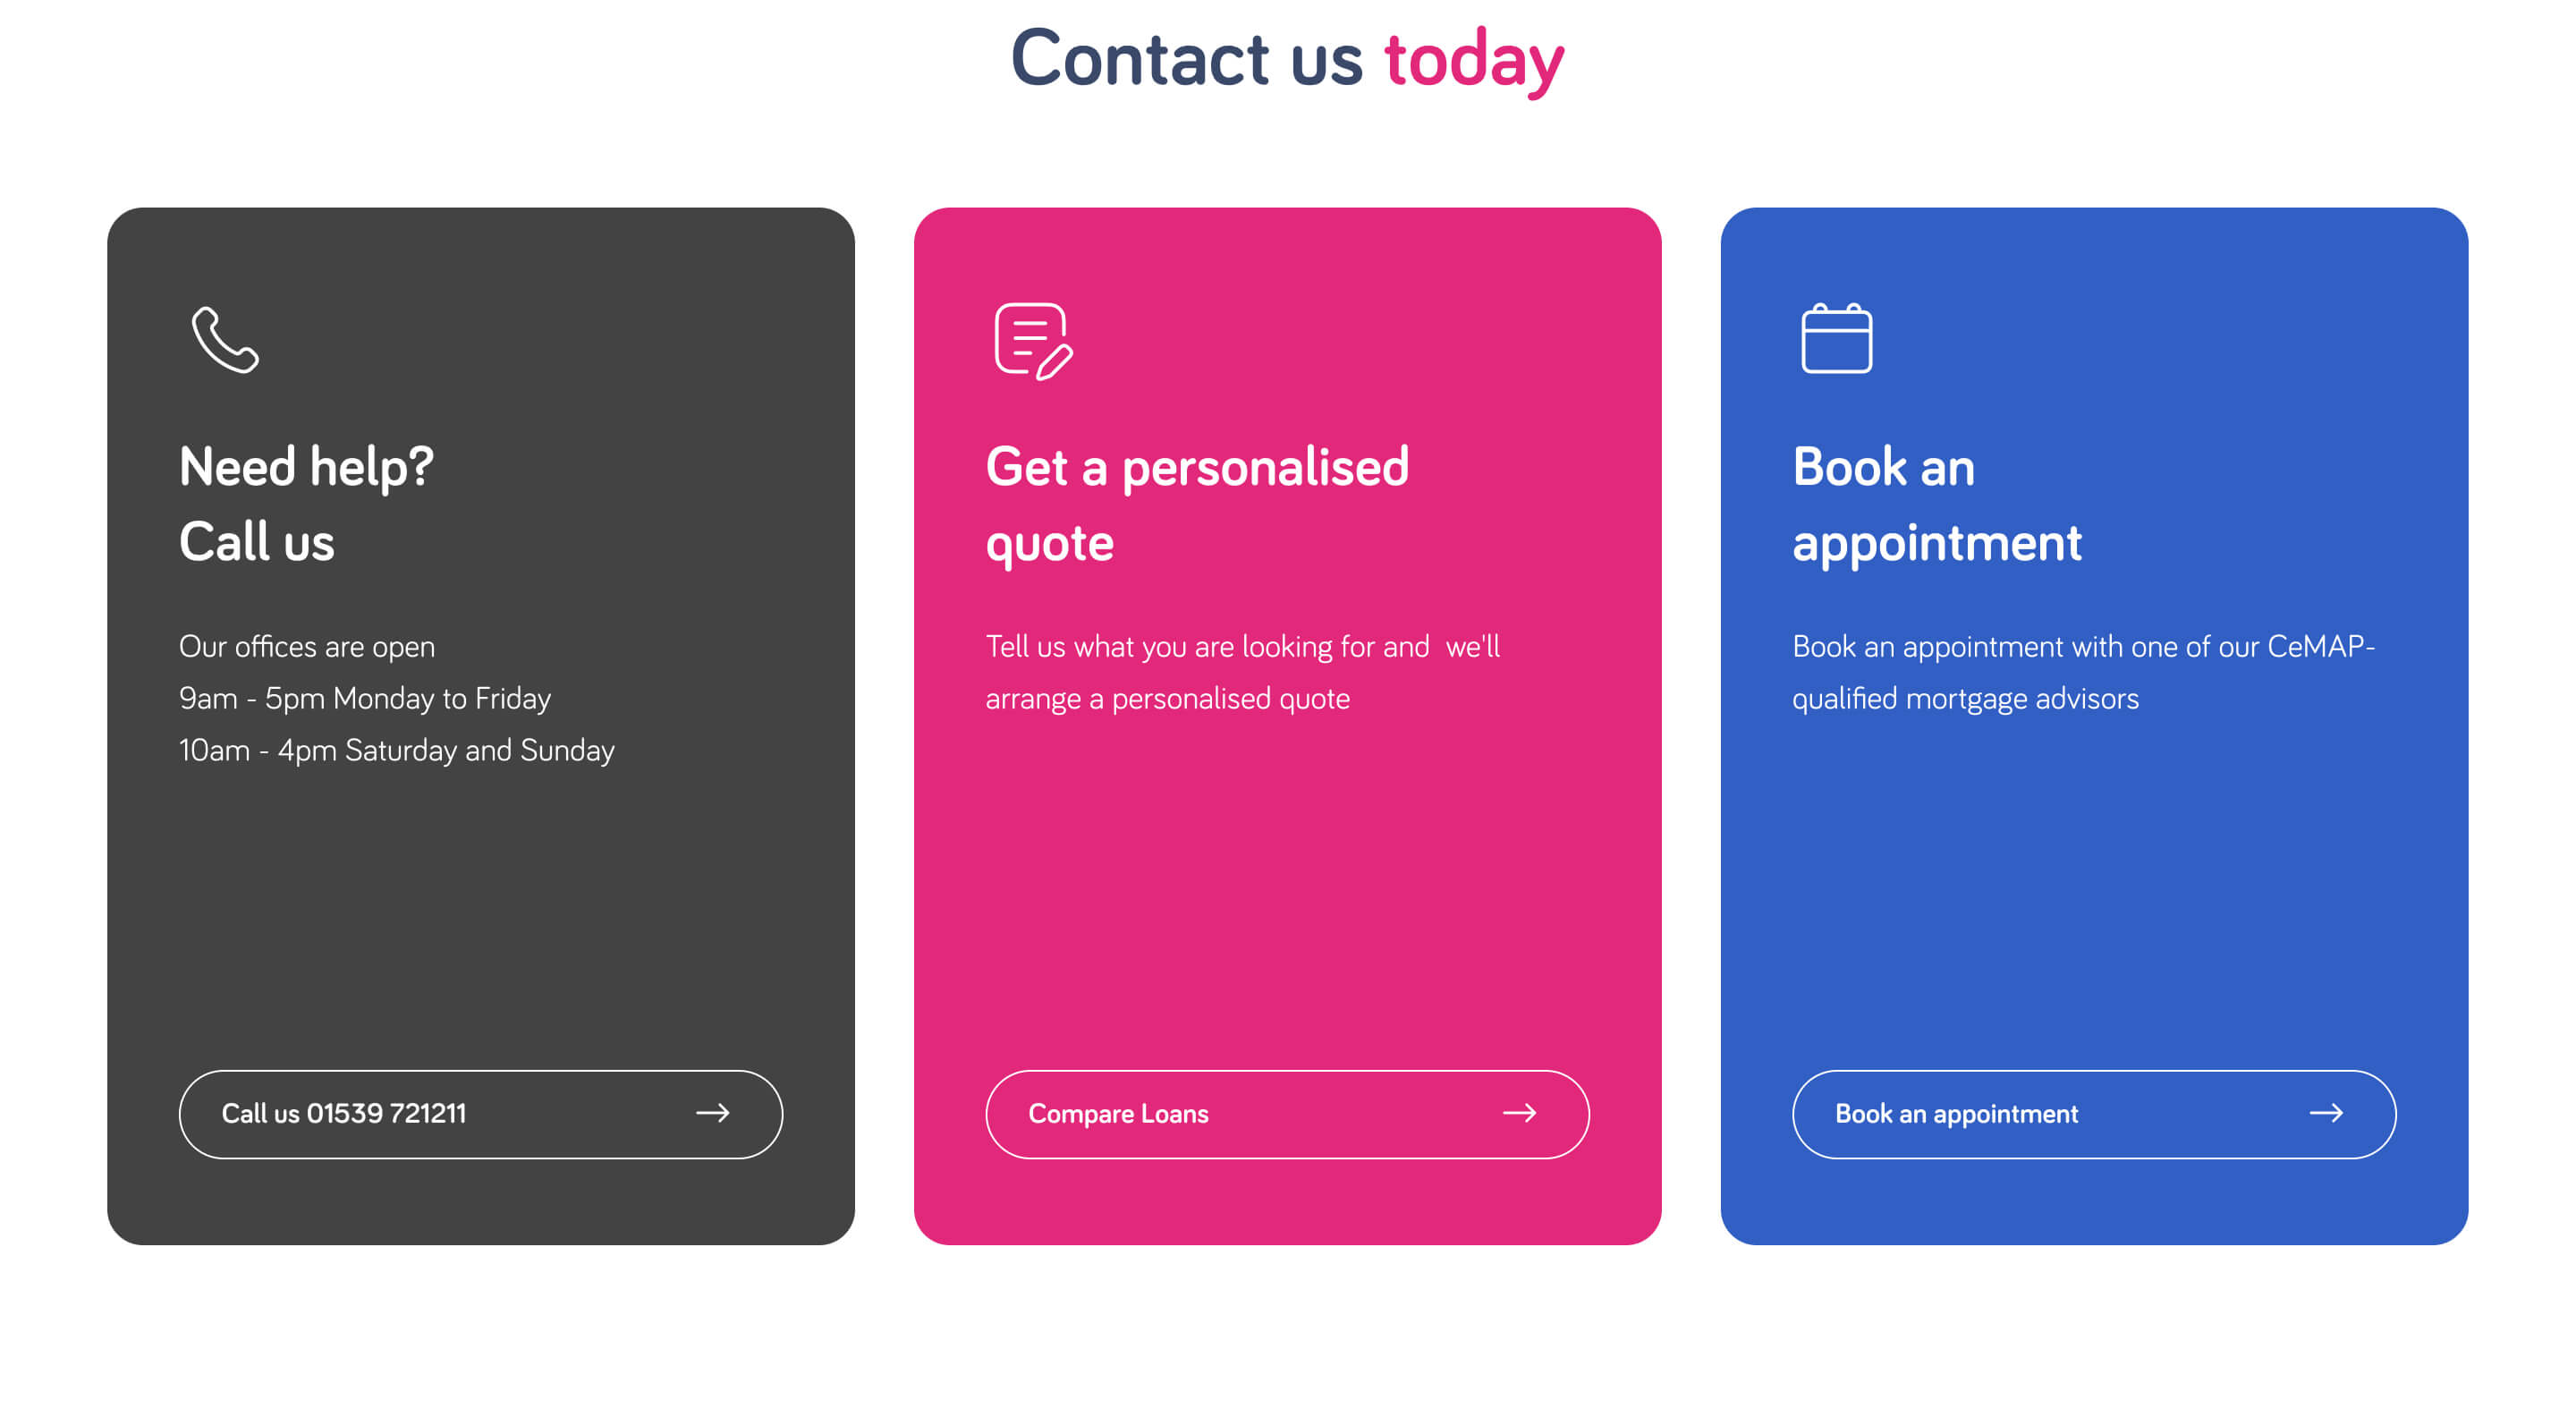 Contact us today
Need help?
Call us
Our offices are open
9am - 5pm Monday to Friday
10am - 4pm Saturday and Sunday
Call us 01539 721211
Get a personalised
quote
Tell us what you are looking for and  we'll
arrange a personalised quote
Compare Loans
Book an
appointment
Book an appointment with one of our CeMAP-
qualified mortgage advisors
Book an appointment